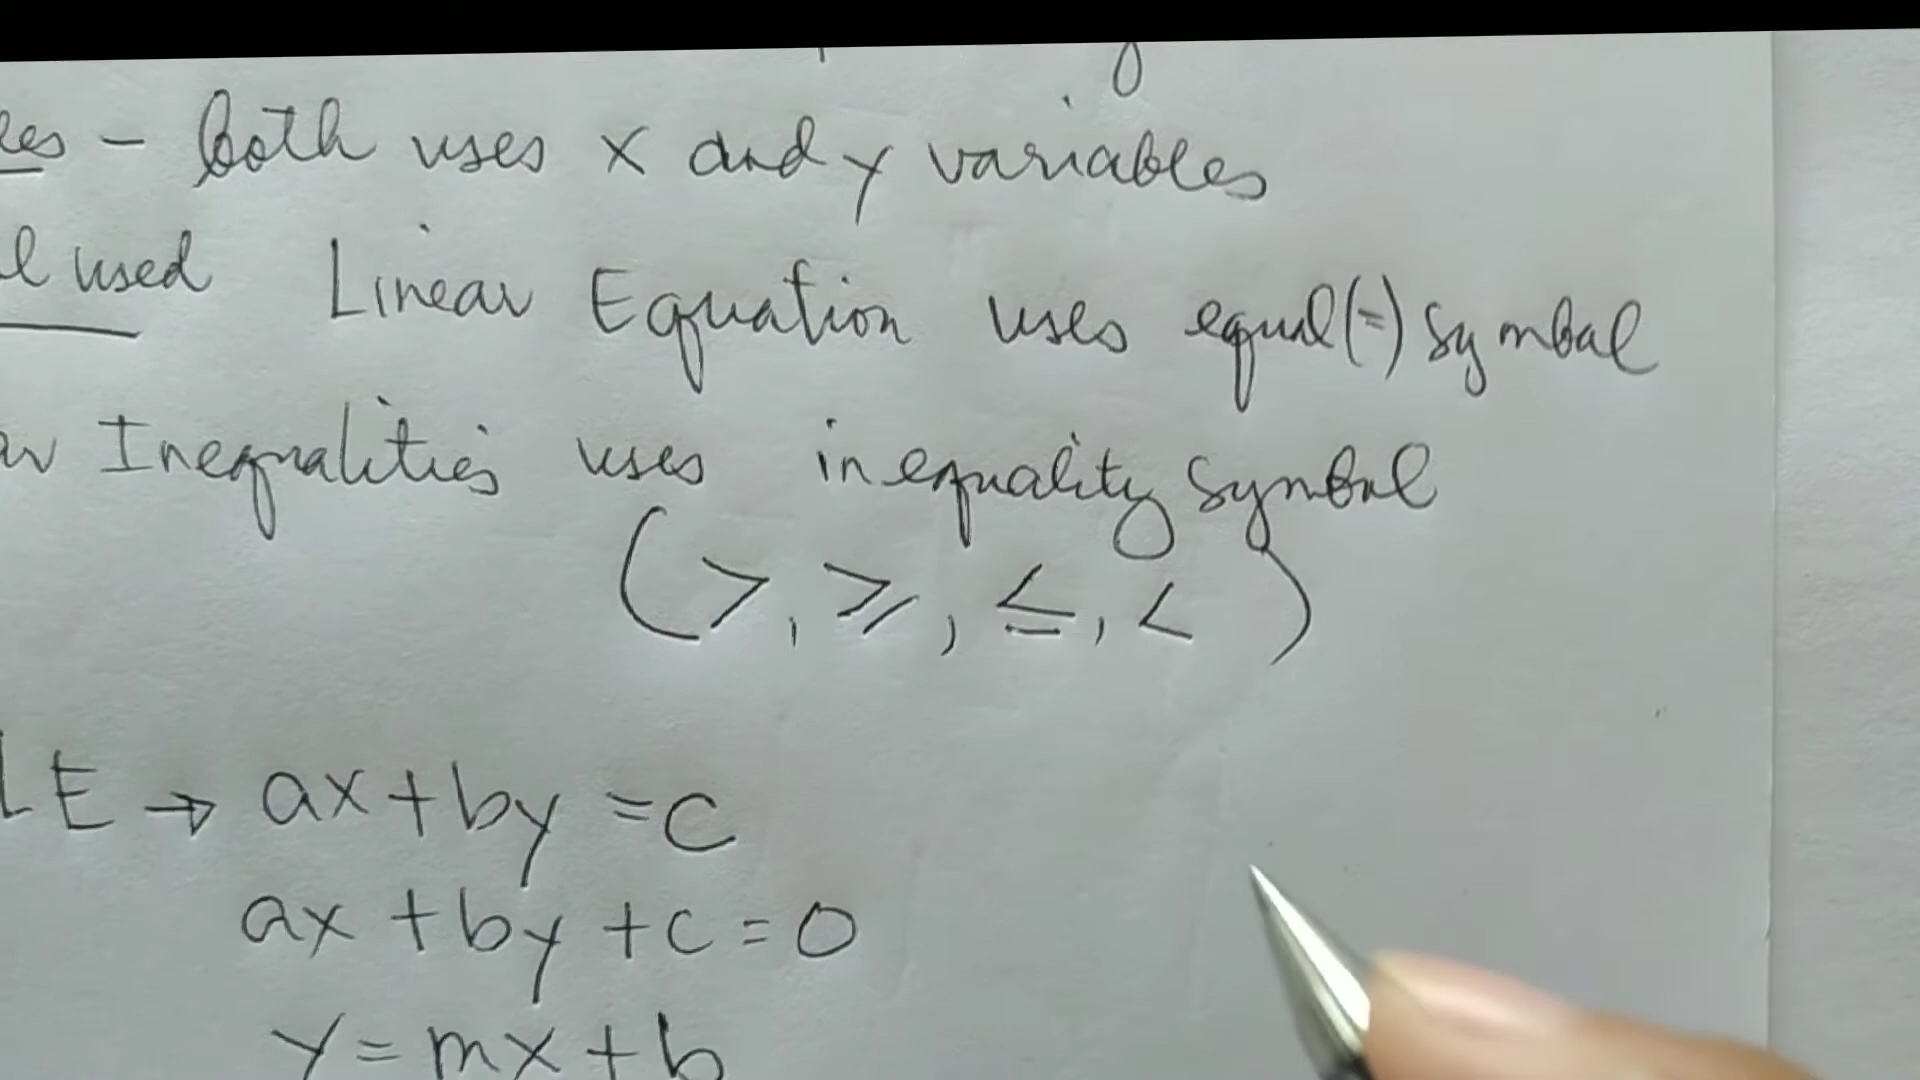 - both uses x and y variables
used Linear Equation uses equal(=) symbol
Inequalities uses inequality symbol
(>, ≥, ≤, <)
LE → ax+by=c
ax+by+c=0
y=mx+b